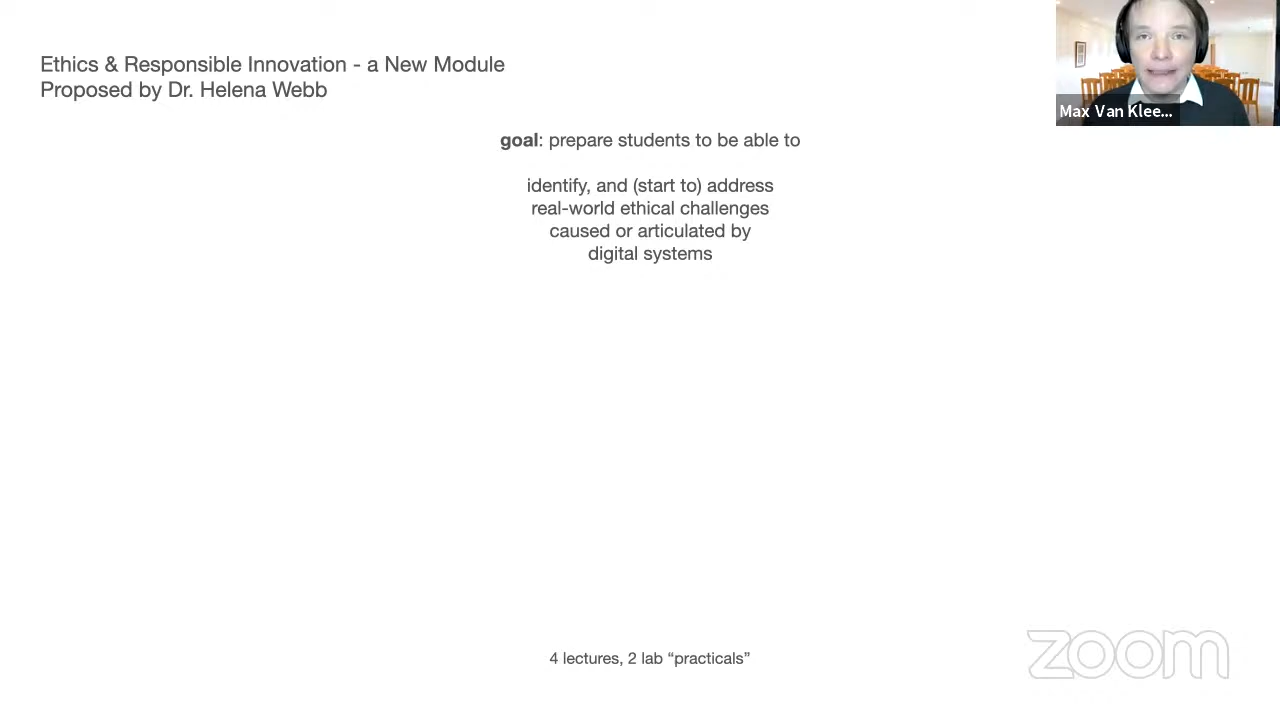 Ethics & Responsible Innovation - a New Module
Proposed by Dr. Helena Webb
Max Van Klee...
goal: prepare students to be able to
identify, and (start to) address
real-world ethical challenges
caused or articulated by
digital systems
4 lectures, 2 lab “practicals”
zoom